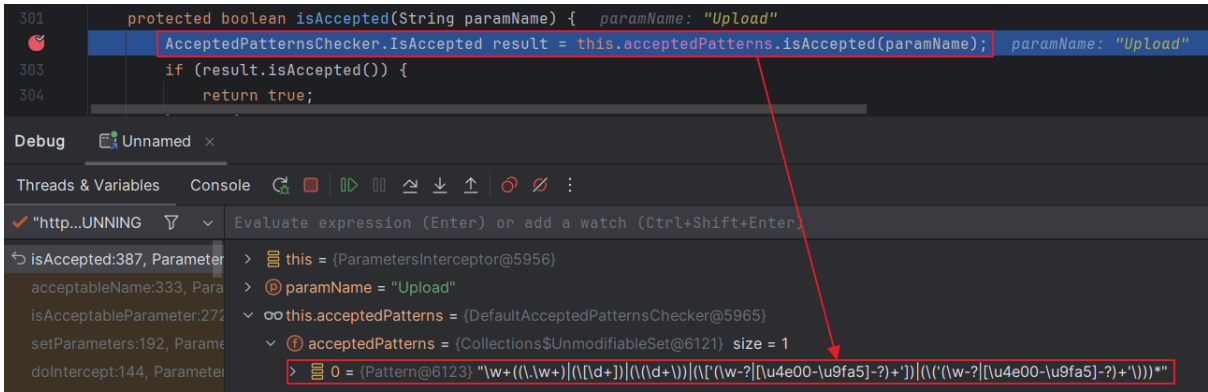 301 protected boolean isAccepted(String paramName) { paramName: "Upload"
AcceptedPatternsChecker.IsAccepted result = this.acceptedPatterns.isAccepted(paramName); paramName: "Upload"
303 if (result.isAccepted()) {
304 return true;
Debug Unnamed ×
Threads & Variables Console
"http...UNNING Evaluate expression (Enter) or add a watch (Ctrl+Shift+Enter)
isAccepted:387, Parameter this = {ParametersInterceptor@5956}
acceptableName:333, Para paramName = "Upload"
isAcceptableParameter:272 this.acceptedPatterns = {DefaultAcceptedPatternsChecker@5965}
setParameters:192, Parame acceptedPatterns = {Collections$UnmodifiableSet@6121} size = 1
doIntercept:144, Parameter 0 = {Pattern@6123} "\w+((\.\w+)|(\[\d+])|(\(\d+\))|(\['(\w-?|[\u4e00-\u9fa5]-?)+'])|(\('(\w-?|[\u4e00-\u9fa5]-?)+'\)))*"